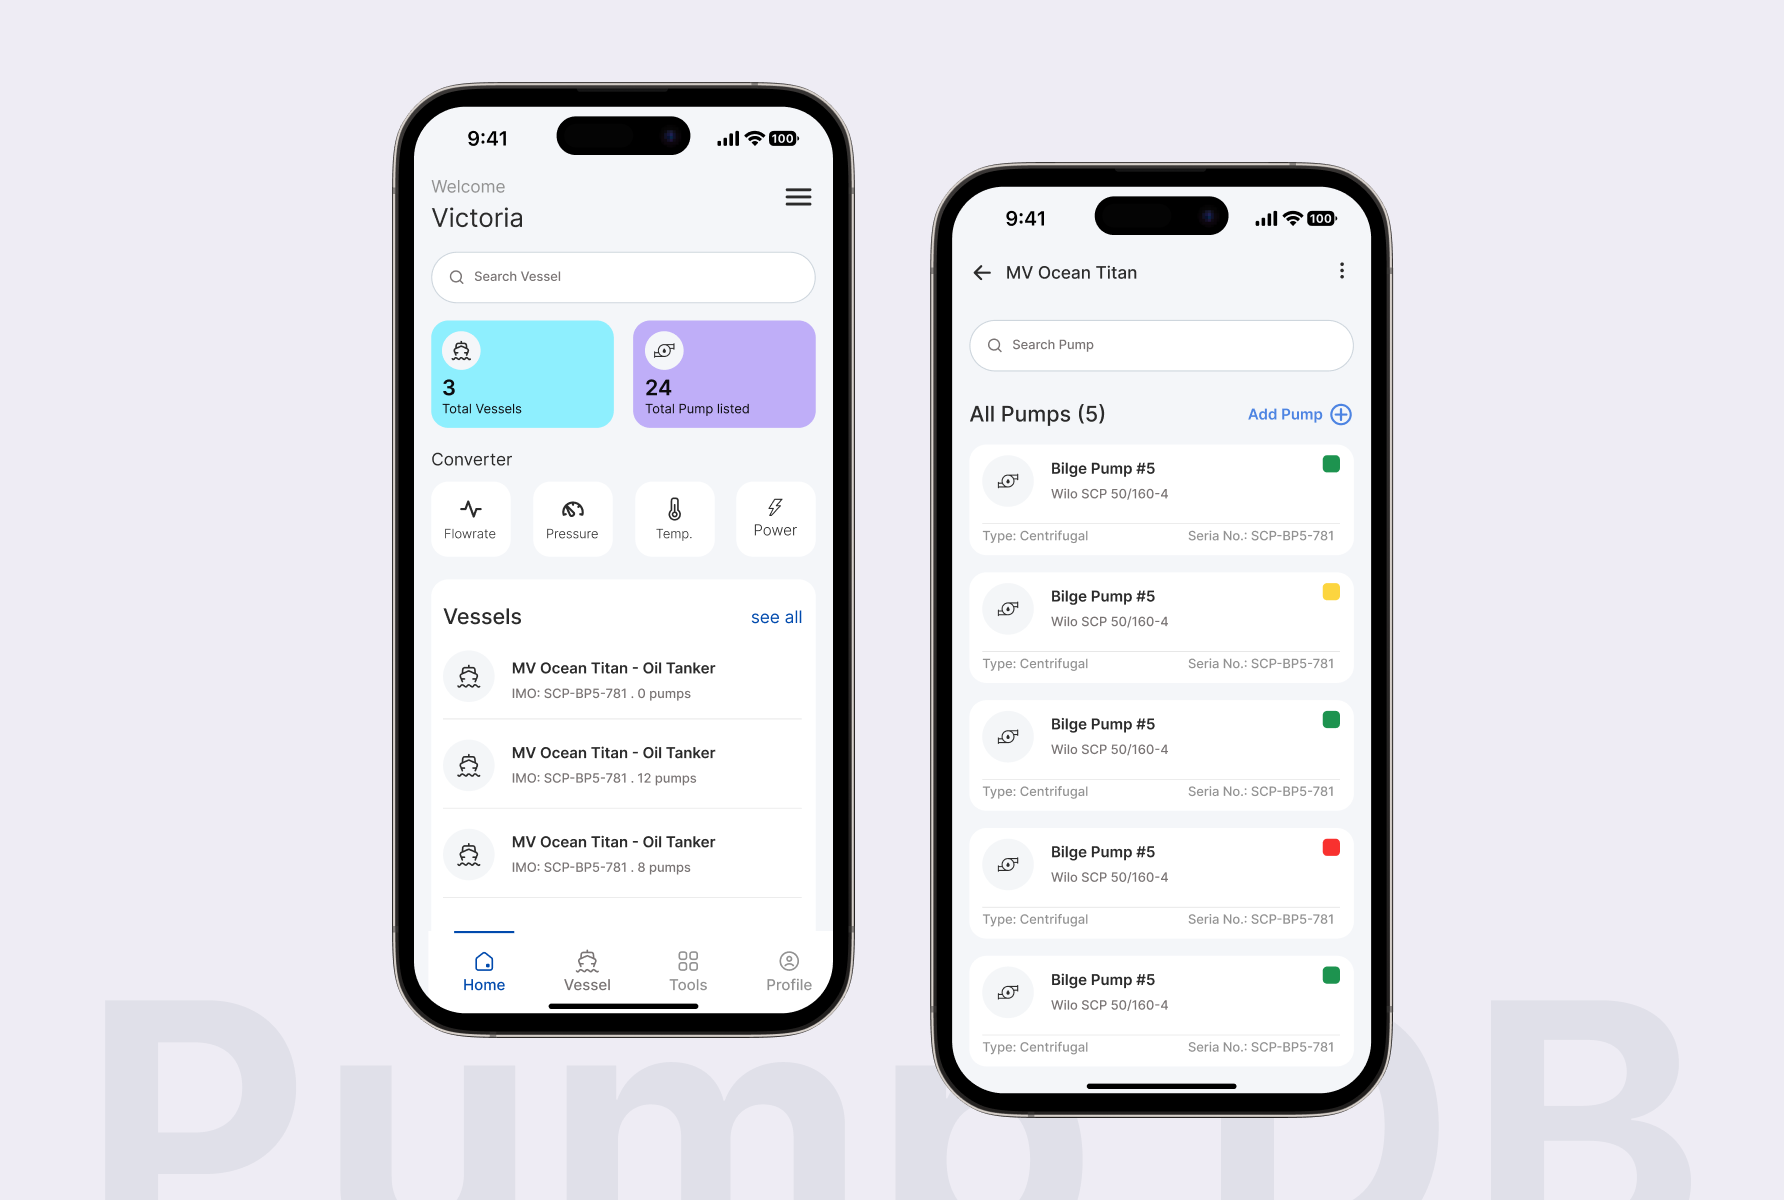 9:41
100
Welcome
Victoria
Search Vessel
3
Total Vessels
24
Total Pump listed
Converter
Flowrate
Pressure
Temp.
Power
Vessels
see all
MV Ocean Titan - Oil Tanker
IMO: SCP-BP5-781 . 0 pumps
MV Ocean Titan - Oil Tanker
IMO: SCP-BP5-781 . 12 pumps
MV Ocean Titan - Oil Tanker
IMO: SCP-BP5-781 . 8 pumps
Home
Vessel
Tools
Profile
9:41
100
MV Ocean Titan
Search Pump
All Pumps (5)
Add Pump
Bilge Pump #5
Wilo SCP 50/160-4
Type: Centrifugal
Seria No.: SCP-BP5-781
Bilge Pump #5
Wilo SCP 50/160-4
Type: Centrifugal
Seria No.: SCP-BP5-781
Bilge Pump #5
Wilo SCP 50/160-4
Type: Centrifugal
Seria No.: SCP-BP5-781
Bilge Pump #5
Wilo SCP 50/160-4
Type: Centrifugal
Seria No.: SCP-BP5-781
Bilge Pump #5
Wilo SCP 50/160-4
Type: Centrifugal
Seria No.: SCP-BP5-781
Pump DB